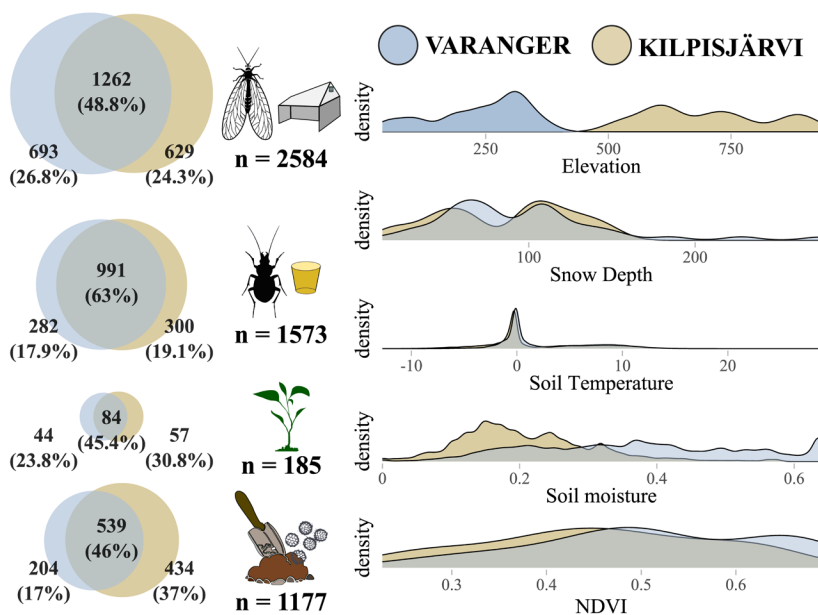 VARANGER
KILPISJÄRVI
1262
(48.8%)
693
(26.8%)
629
(24.3%)
n = 2584
density
250
500
750
Elevation
991
(63%)
282
(17.9%)
300
(19.1%)
n = 1573
density
100
200
Snow Depth
density
-10
0
10
20
Soil Temperature
84
(45.4%)
44
(23.8%)
57
(30.8%)
n = 185
density
0
0.2
0.4
0.6
Soil moisture
539
(46%)
204
(17%)
434
(37%)
n = 1177
density
0.3
0.4
0.5
0.6
NDVI